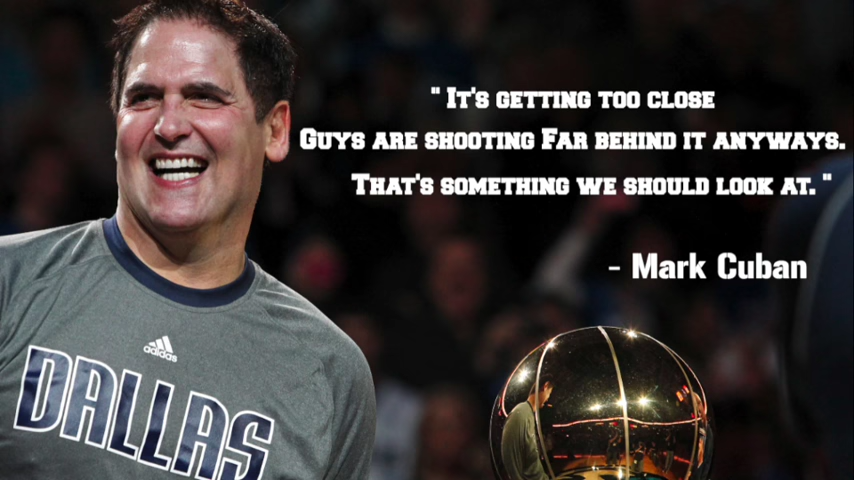 " It's getting too close
Guys are shooting Far behind it anyways.
That's something we should look at. "
- Mark Cuban
adidas
DALLAS